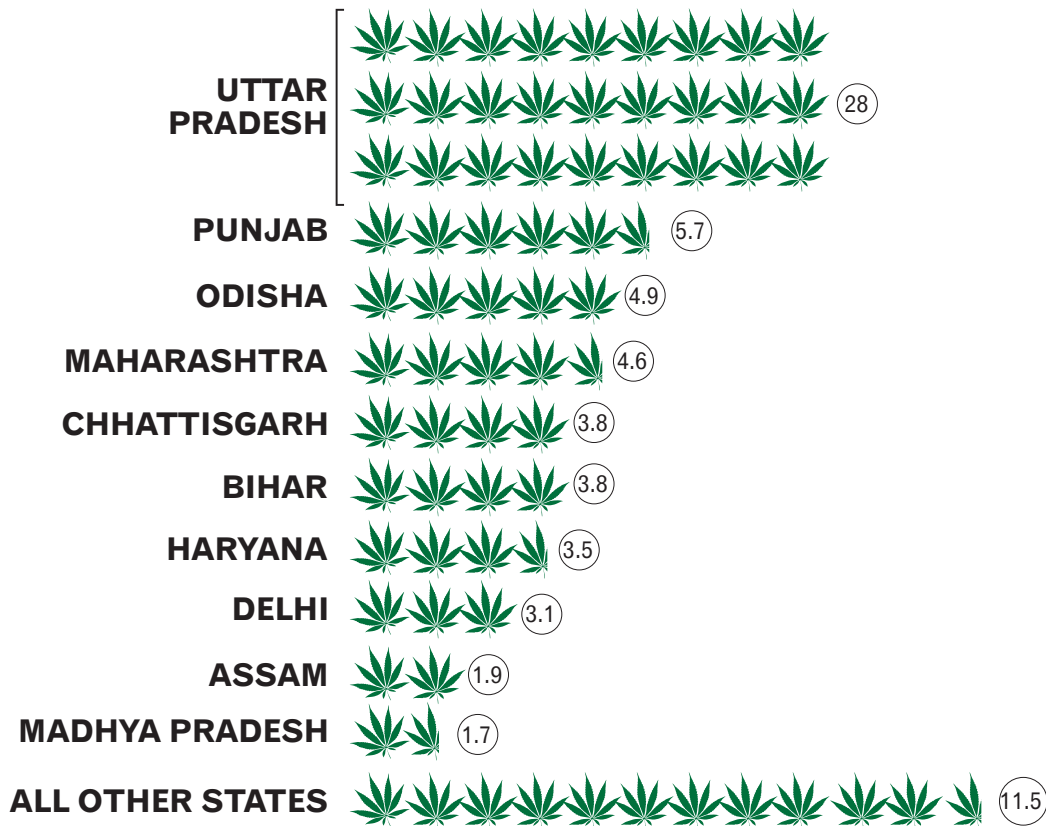 UTTAR
PRADESH
28
PUNJAB 5.7
ODISHA 4.9
MAHARASHTRA 4.6
CHHATTISGARH 3.8
BIHAR 3.8
HARYANA 3.5
DELHI 3.1
ASSAM 1.9
MADHYA PRADESH 1.7
ALL OTHER STATES 11.5